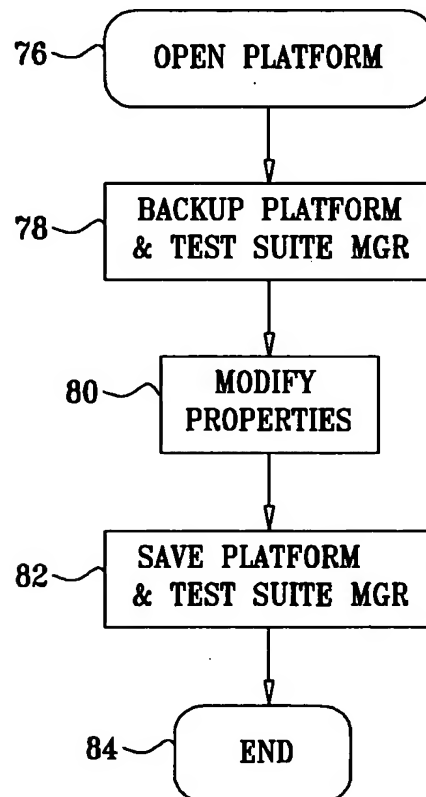 76
OPEN PLATFORM
78
BACKUP PLATFORM
& TEST SUITE MGR
80
MODIFY
PROPERTIES
82
SAVE PLATFORM
& TEST SUITE MGR
84
END